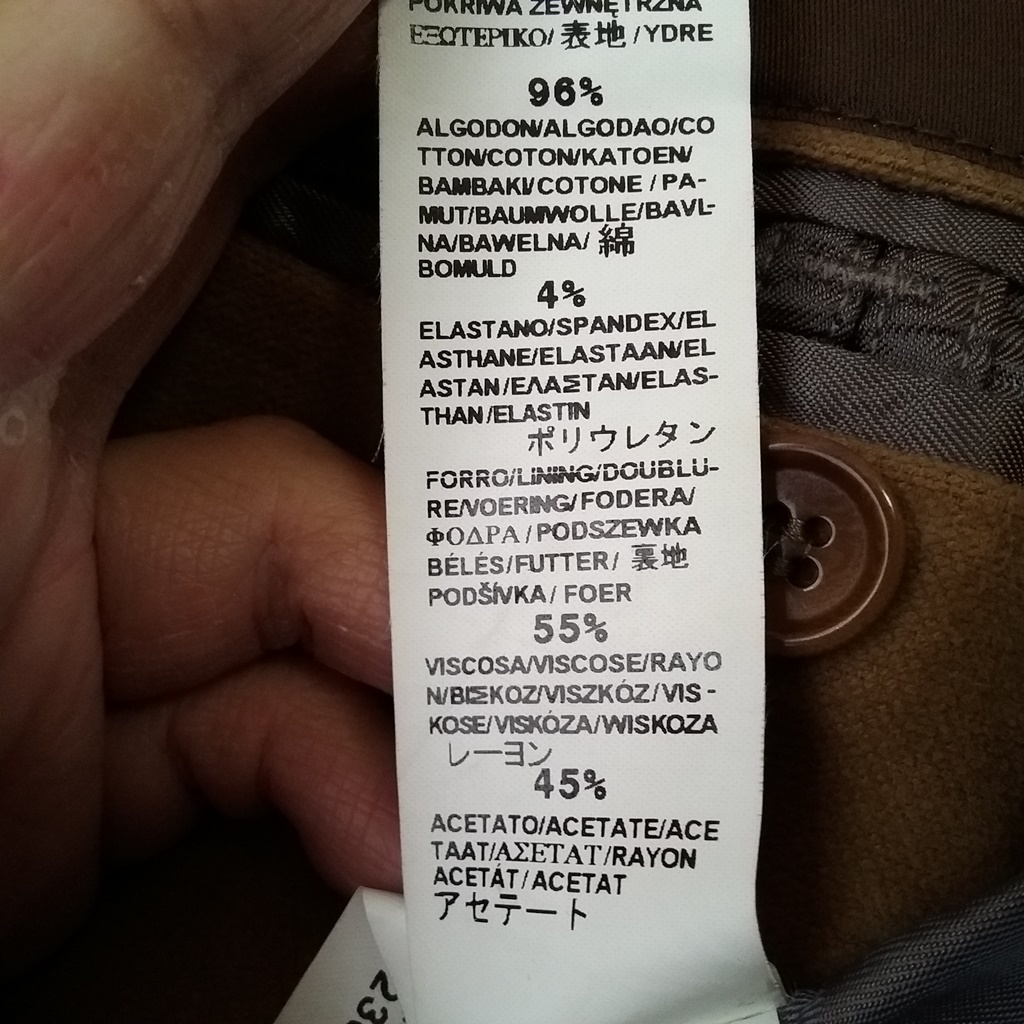 POKRIWA ZEWNĘTRZNA
ΕΞΩΤΕΡΙΚΟ/ 表地 /YDRE
96%
ALGODON/ALGODAO/CO
TTON/COTON/KATOEN/
BAMBAKI/COTONE / PA-
MUT/BAUMWOLLE/BAVL-
NA/BAWELNA/ 綿
BOMULD
4%
ELASTANO/SPANDEX/EL
ASTHANE/ELASTAAN/EL
ASTAN/ΕΛΑΣΤΑΝ/ELAS-
THAN/ELASTIN
ポリウレタン
FORRO/LINING/DOUBLU-
RE/VOERING/FODERA/
ΦΟΔΡΑ/PODSZEWKA
BÉLÉS/FUTTER/ 裏地
PODŠÍVKA/ FOER
55%
VISCOSA/VISCOSE/RAYO
N/ΒΙΣΚΟΖ/VISZKÓZ/VIS-
KOSE/VISKÓZA/WISKOZA
レーヨン
45%
ACETATO/ACETATE/ACE
TAAT/ΑΣΕΤΑΤ/RAYON
ACETÁT/ACETAT
アセテート